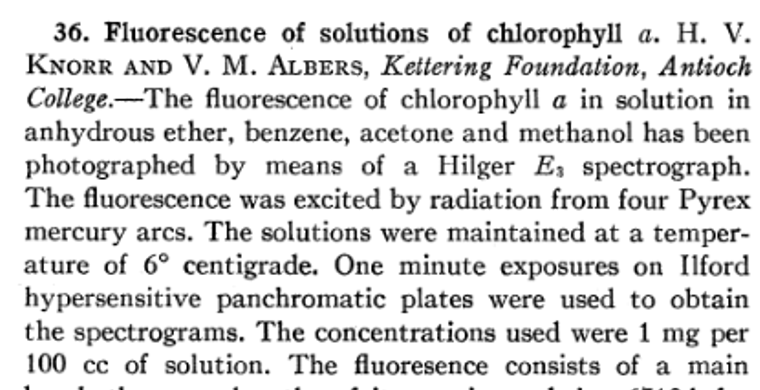 36. Fluorescence of solutions of chlorophyll a. H. V.
KNORR AND V. M. ALBERS, Kettering Foundation, Antioch
College.—The fluorescence of chlorophyll a in solution in
anhydrous ether, benzene, acetone and methanol has been
photographed by means of a Hilger E₃ spectrograph.
The fluorescence was excited by radiation from four Pyrex
mercury arcs. The solutions were maintained at a temper-
ature of 6° centigrade. One minute exposures on Ilford
hypersensitive panchromatic plates were used to obtain
the spectrograms. The concentrations used were 1 mg per
100 cc of solution. The fluoresence consists of a main